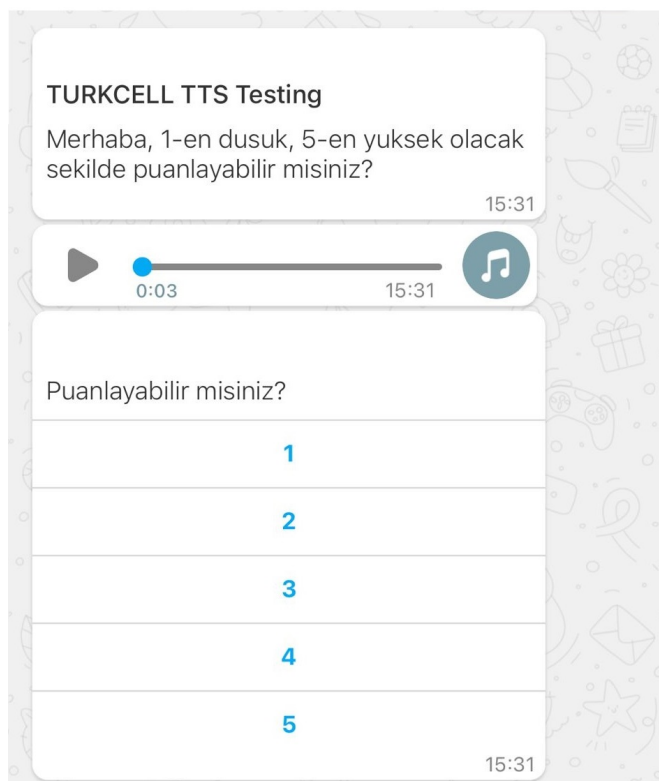 TURKCELL TTS Testing
Merhaba, 1-en dusuk, 5-en yuksek olacak
sekilde puanlayabilir misiniz?
15:31
0:03 15:31
Puanlayabilir misiniz?
1
2
3
4
5
15:31